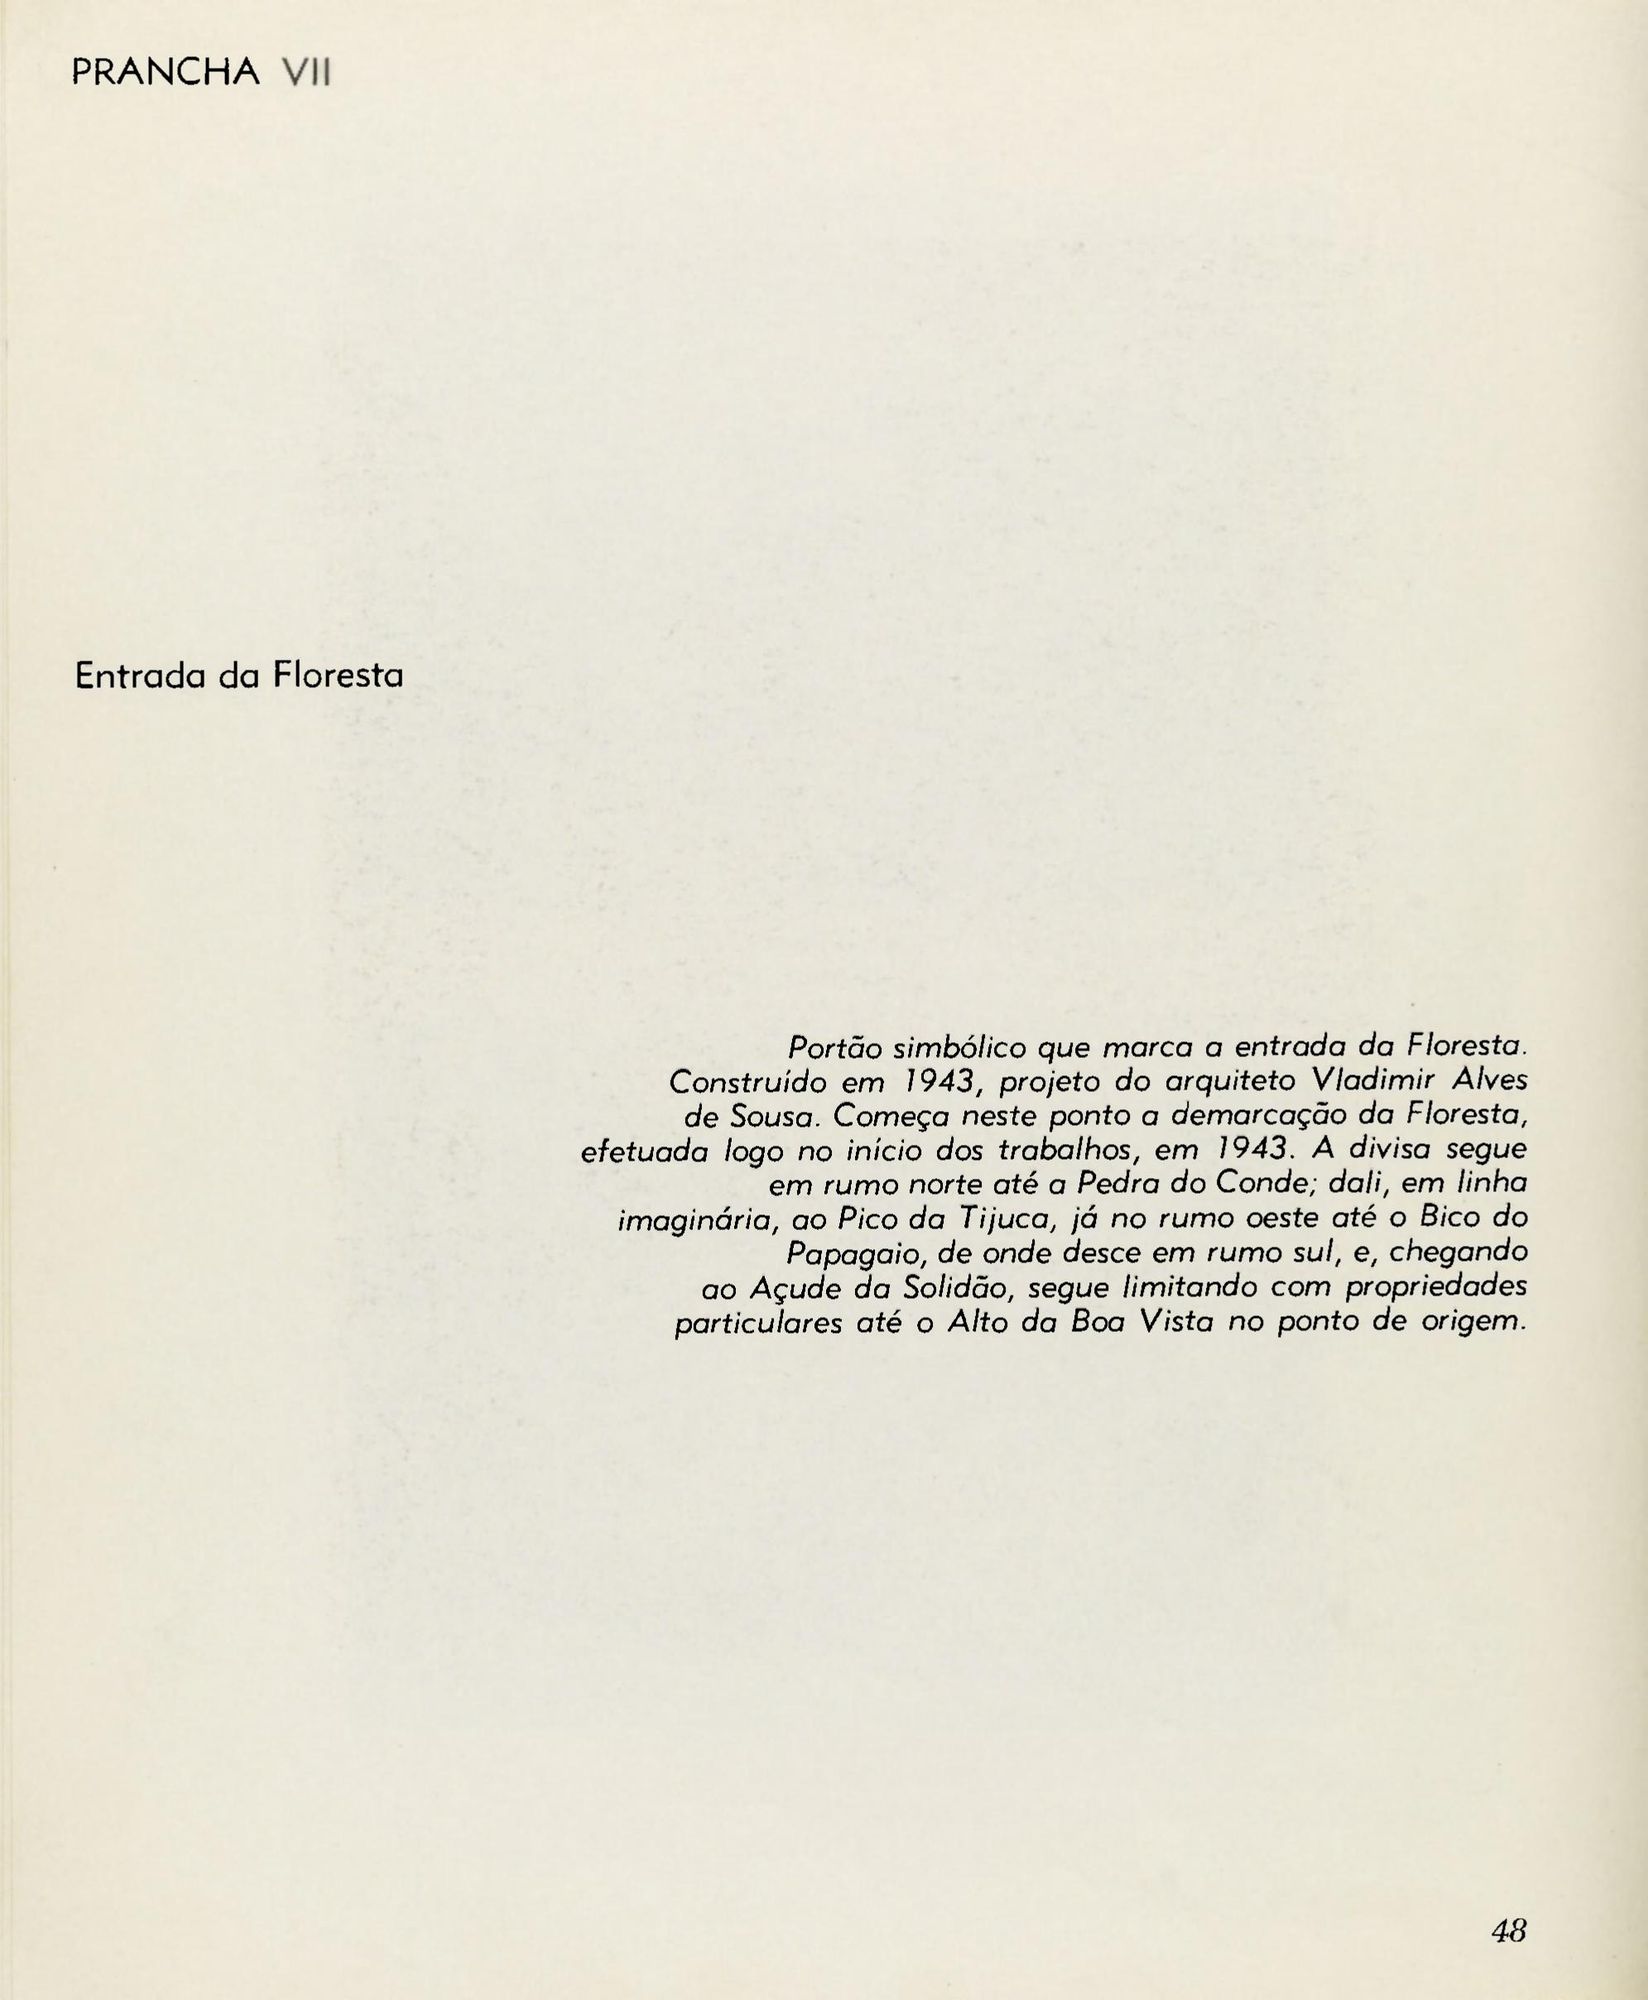 PRANCHA VII
Entrada da Floresta
Portão simbólico que marca a entrada da Floresta.
Construído em 1943, projeto do arquiteto Vladimir Alves
de Sousa. Começa neste ponto a demarcação da Floresta,
efetuada logo no início dos trabalhos, em 1943. A divisa segue
em rumo norte até a Pedra do Conde; dali, em linha
imaginária, ao Pico da Tijuca, já no rumo oeste até o Bico do
Papagaio, de onde desce em rumo sul, e, chegando
ao Açude da Solidão, segue limitando com propriedades
particulares até o Alto da Boa Vista no ponto de origem.
48